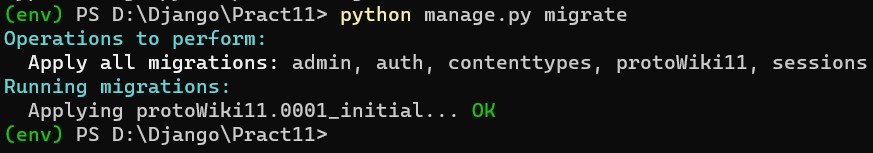 (env) PS D:\Django\Pract11> python manage.py migrate
Operations to perform:
  Apply all migrations: admin, auth, contenttypes, protoWiki11, sessions
Running migrations:
  Applying protoWiki11.0001_initial... OK
(env) PS D:\Django\Pract11>